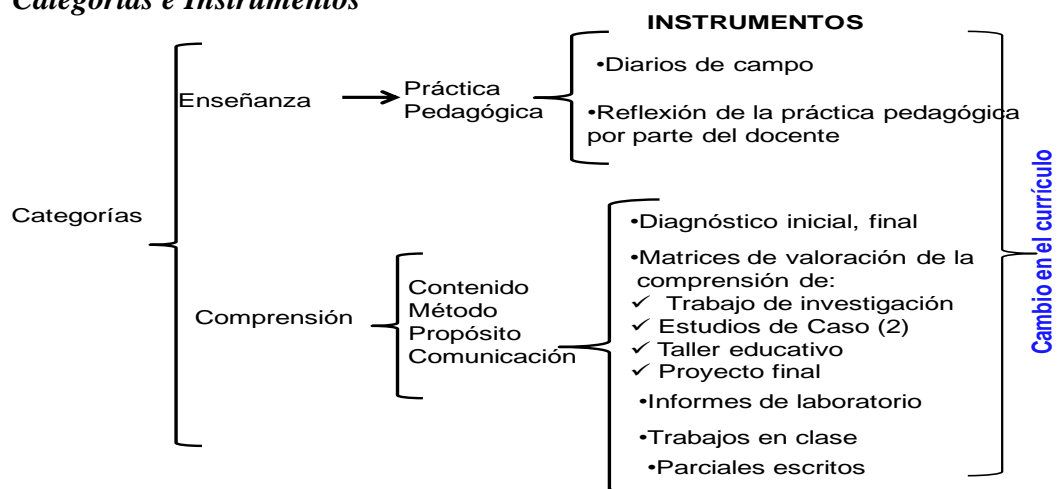 Categorías e Instrumentos
INSTRUMENTOS
Categorías
Enseñanza
Práctica
Pedagógica
•Diarios de campo
•Reflexión de la práctica pedagógica
por parte del docente
Comprensión
Contenido
Método
Propósito
Comunicación
•Diagnóstico inicial, final
•Matrices de valoración de la
comprensión de:
✓ Trabajo de investigación
✓ Estudios de Caso (2)
✓ Taller educativo
✓ Proyecto final
•Informes de laboratorio
•Trabajos en clase
•Parciales escritos
Cambio en el currículo